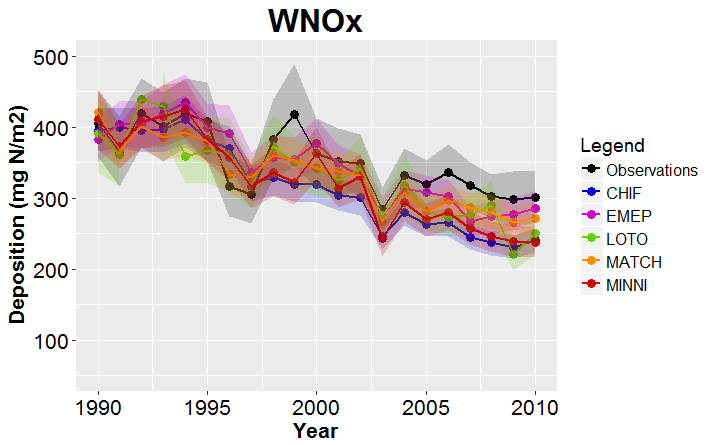 WNOx
Deposition (mg N/m2)
500
400
300
200
100
1990 1995 2000 2005 2010
Year
Legend
Observations
CHIF
EMEP
LOTO
MATCH
MINNI